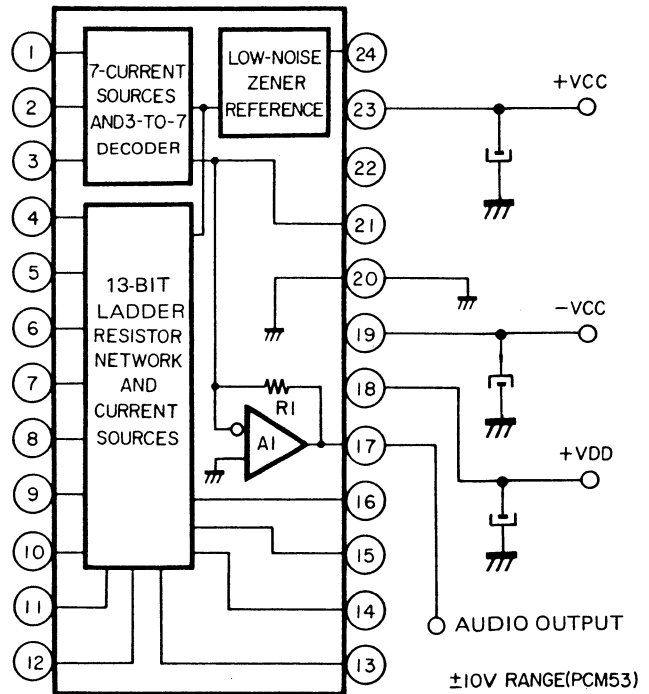 1
2
3
4
5
6
7
8
9
10
11
12
7-CURRENT
SOURCES
AND3-TO-7
DECODER
LOW-NOISE
ZENER
REFERENCE
13-BIT
LADDER
RESISTOR
NETWORK
AND
CURRENT
SOURCES
R1
A1
24
23
22
21
20
19
18
17
16
15
14
13
+VCC
-VCC
+VDD
AUDIO OUTPUT
±10V RANGE(PCM53)